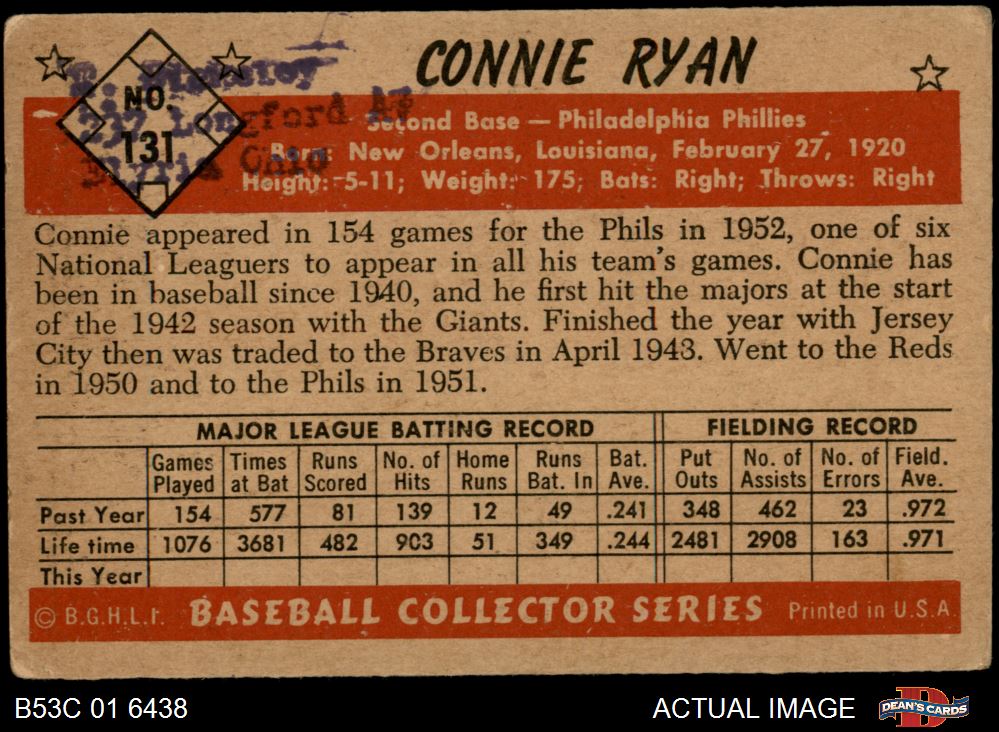 CONNIE RYAN
NO.
131
237 Longford Av
Elyria Ohio
Second Base — Philadelphia Phillies
Born: New Orleans, Louisiana, February 27, 1920
Height: 5-11; Weight: 175; Bats: Right; Throws: Right
Connie appeared in 154 games for the Phils in 1952, one of six
National Leaguers to appear in all his team's games. Connie has
been in baseball since 1940, and he first hit the majors at the start
of the 1942 season with the Giants. Finished the year with Jersey
City then was traded to the Braves in April 1943. Went to the Reds
in 1950 and to the Phils in 1951.
MAJOR LEAGUE BATTING RECORD FIELDING RECORD
Games Played Times at Bat Runs Scored No. of Hits Home Runs Runs Bat. In Bat. Ave. Put Outs No. of Assists No. of Errors Field. Ave.
Past Year 154 577 81 139 12 49 .241 348 462 23 .972
Life time 1076 3681 482 903 51 349 .244 2481 2908 163 .971
This Year
© B.G.H.L.I. BASEBALL COLLECTOR SERIES Printed in U.S.A.
B53C 01 6438 ACTUAL IMAGE DEAN'S CARDS